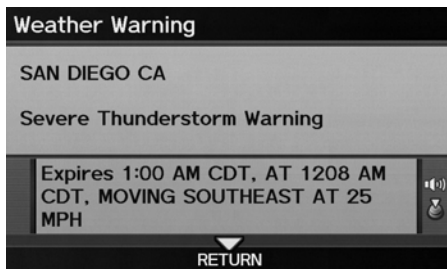 Weather Warning
SAN DIEGO CA
Severe Thunderstorm Warning
Expires 1:00 AM CDT, AT 1208 AM
CDT, MOVING SOUTHEAST AT 25
MPH
RETURN